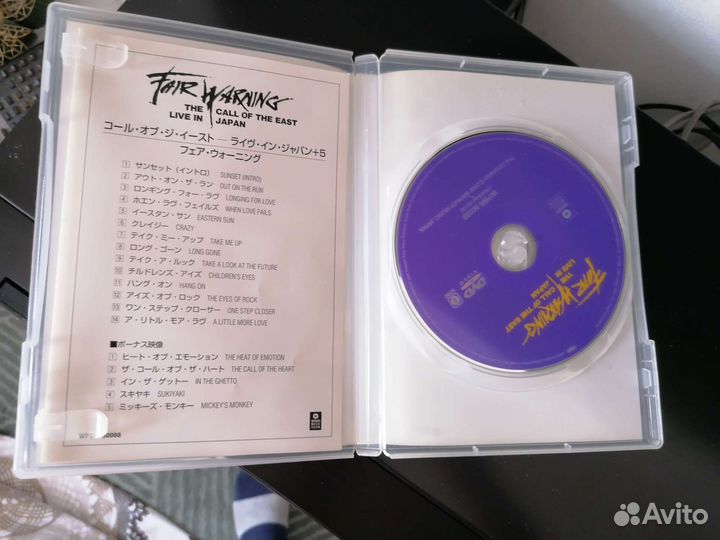 FAIR WARNING
THE CALL OF THE EAST
LIVE IN JAPAN
コール・オブ・ジ・イースト — ライヴ・イン・ジャパン+5
フェア・ウォーニング
1 サンセット(イントロ) SUNSET (INTRO)
2 アウト・オン・ザ・ラン OUT ON THE RUN
3 ロンギング・フォー・ラヴ LONGING FOR LOVE
4 ホエン・ラヴ・フェイルズ WHEN LOVE FAILS
5 イースタン・サン EASTERN SUN
6 クレイジー CRAZY
7 テイク・ミー・アップ TAKE ME UP
8 ロング・ゴーン LONG GONE
9 テイク・ア・ルック TAKE A LOOK AT THE FUTURE
10 チルドレンズ・アイズ CHILDREN'S EYES
11 ハング・オン HANG ON
12 アイズ・オブ・ロック THE EYES OF ROCK
13 ワン・ステップ・クローサー ONE STEP CLOSER
14 ア・リトル・モア・ラヴ A LITTLE MORE LOVE
■ボーナス映像
1 ヒート・オブ・エモーション THE HEAT OF EMOTION
2 ザ・コール・オブ・ザ・ハート THE CALL OF THE HEART
3 イン・ザ・ゲットー IN THE GHETTO
4 スキヤキ SUKIYAKI
5 ミッキーズ・モンキー MICKEY'S MONKEY
DVD
VIDEO
FAIR WARNING
THE CALL OF THE EAST
LIVE IN JAPAN
Avito